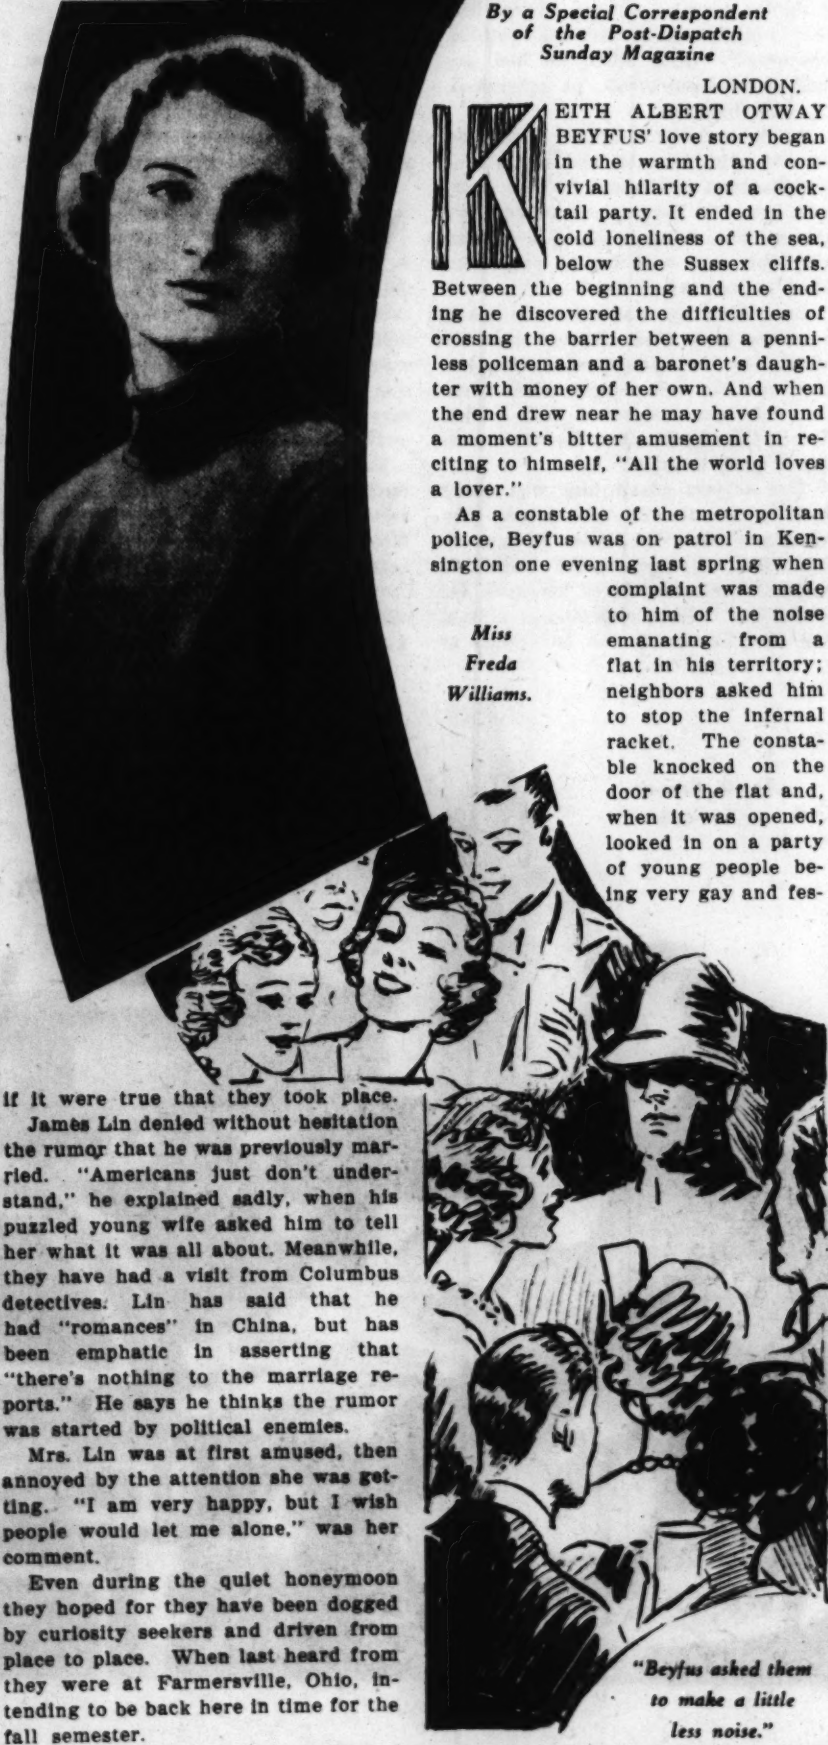 By a Special Correspondent
of the Post-Dispatch
Sunday Magazine
LONDON.
KEITH ALBERT OTWAY
BEYFUS' love story began
in the warmth and con-
vivial hilarity of a cock-
tail party. It ended in the
cold loneliness of the sea,
below the Sussex cliffs.
Between the beginning and the end-
ing he discovered the difficulties of
crossing the barrier between a penni-
less policeman and a baronet's daugh-
ter with money of her own. And when
the end drew near he may have found
a moment's bitter amusement in re-
citing to himself, "All the world loves
a lover."
As a constable of the metropolitan
police, Beyfus was on patrol in Ken-
sington one evening last spring when
complaint was made
to him of the noise
emanating from a
flat in his territory;
neighbors asked him
to stop the infernal
racket. The consta-
ble knocked on the
door of the flat and,
when it was opened,
looked in on a party
of young people be-
ing very gay and fes-
Miss
Freda
Williams.
if it were true that they took place.
James Lin denied without hesitation
the rumor that he was previously mar-
ried. "Americans just don't under-
stand," he explained sadly, when his
puzzled young wife asked him to tell
her what it was all about. Meanwhile,
they have had a visit from Columbus
detectives. Lin has said that he
had "romances" in China, but has
been emphatic in asserting that
"there's nothing to the marriage re-
ports." He says he thinks the rumor
was started by political enemies.
Mrs. Lin was at first amused, then
annoyed by the attention she was get-
ting. "I am very happy, but I wish
people would let me alone," was her
comment.
Even during the quiet honeymoon
they hoped for they have been dogged
by curiosity seekers and driven from
place to place. When last heard from
they were at Farmersville, Ohio, in-
tending to be back here in time for the
fall semester.
"Beyfus asked them
to make a little
less noise."